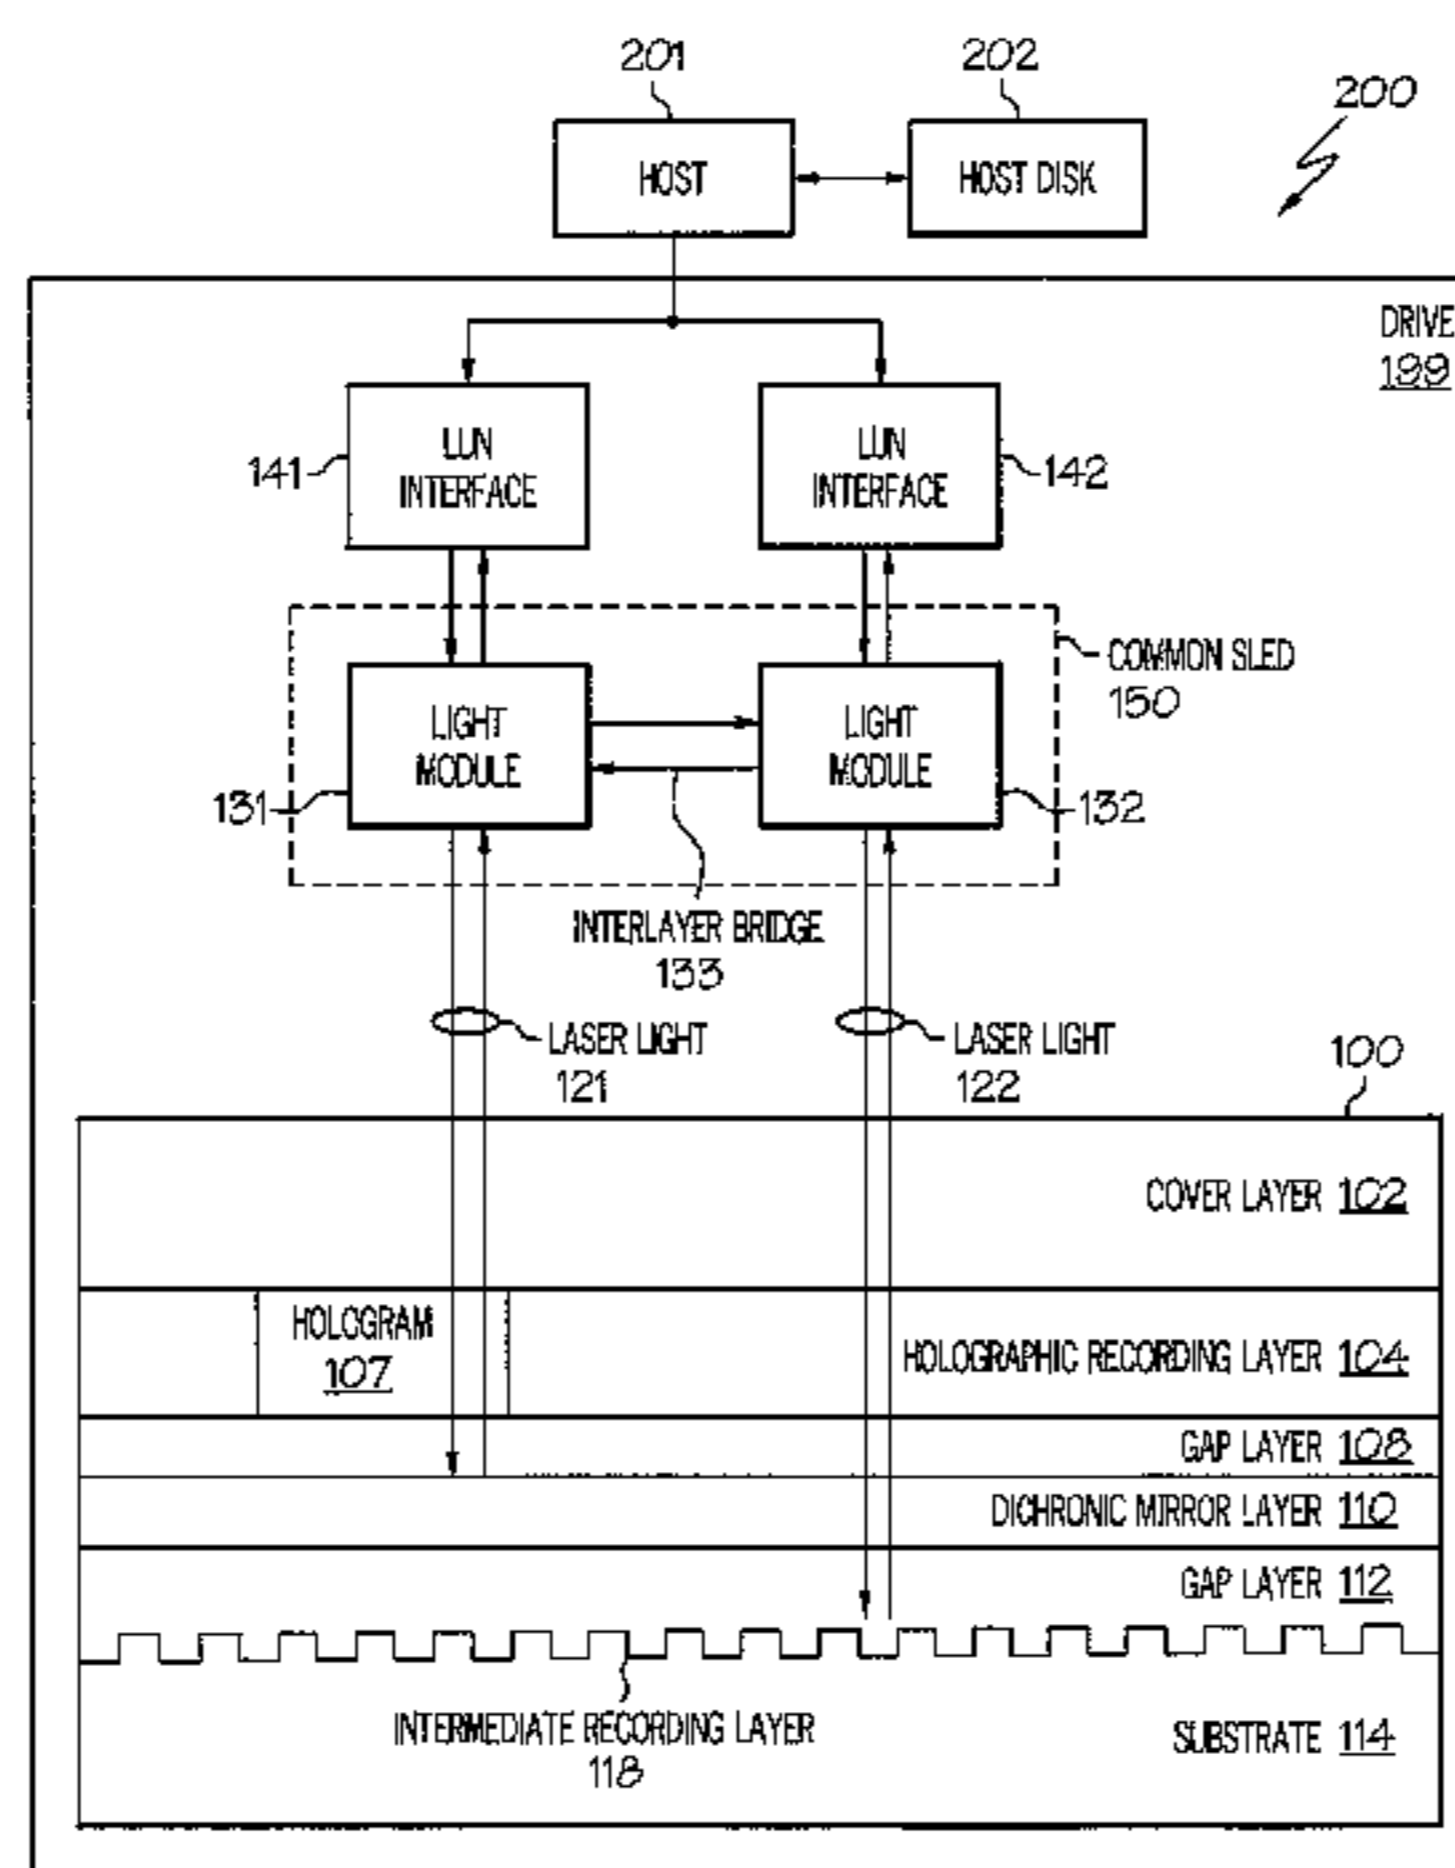 201
202
200
HOST
HOST DISK
DRIVE
199
LUN
INTERFACE
141
LUN
INTERFACE
142
COMMON SLED
150
LIGHT
MODULE
131
LIGHT
MODULE
132
INTERLAYER BRIDGE
133
LASER LIGHT
121
LASER LIGHT
122
100
COVER LAYER 102
HOLOGRAM
107
HOLOGRAPHIC RECORDING LAYER 104
GAP LAYER 108
DICHRONIC MIRROR LAYER 110
GAP LAYER 112
INTERMEDIATE RECORDING LAYER
118
SUBSTRATE 114